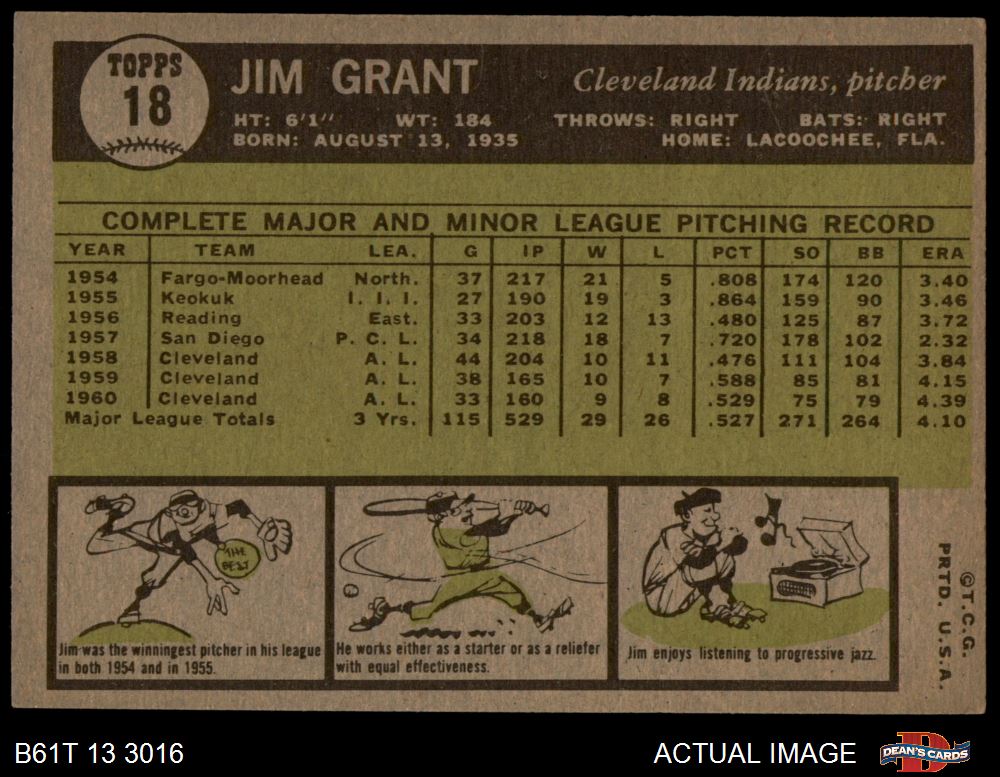 TOPPS
18
JIM GRANT
Cleveland Indians, pitcher
HT: 6'1" WT: 184 THROWS: RIGHT BATS: RIGHT
BORN: AUGUST 13, 1935 HOME: LACOOCHEE, FLA.
COMPLETE MAJOR AND MINOR LEAGUE PITCHING RECORD
YEAR TEAM LEA. G IP W L PCT SO BB ERA
1954 Fargo-Moorhead North. 37 217 21 5 .808 174 120 3.40
1955 Keokuk I. I. I. 27 190 19 3 .864 159 90 3.46
1956 Reading East. 33 203 12 13 .480 125 87 3.72
1957 San Diego P. C. L. 34 218 18 7 .720 178 102 2.32
1958 Cleveland A. L. 44 204 10 11 .476 111 104 3.84
1959 Cleveland A. L. 38 165 10 7 .588 85 81 4.15
1960 Cleveland A. L. 33 160 9 8 .529 75 79 4.39
Major League Totals 3 Yrs. 115 529 29 26 .527 271 264 4.10
THE
BEST
Jim was the winningest pitcher in his league
in both 1954 and in 1955.
He works either as a starter or as a reliefer
with equal effectiveness.
Jim enjoys listening to progressive jazz.
©T.C.G.
PRTD. U.S.A.
B61T 13 3016
ACTUAL IMAGE
DEAN'S CARDS